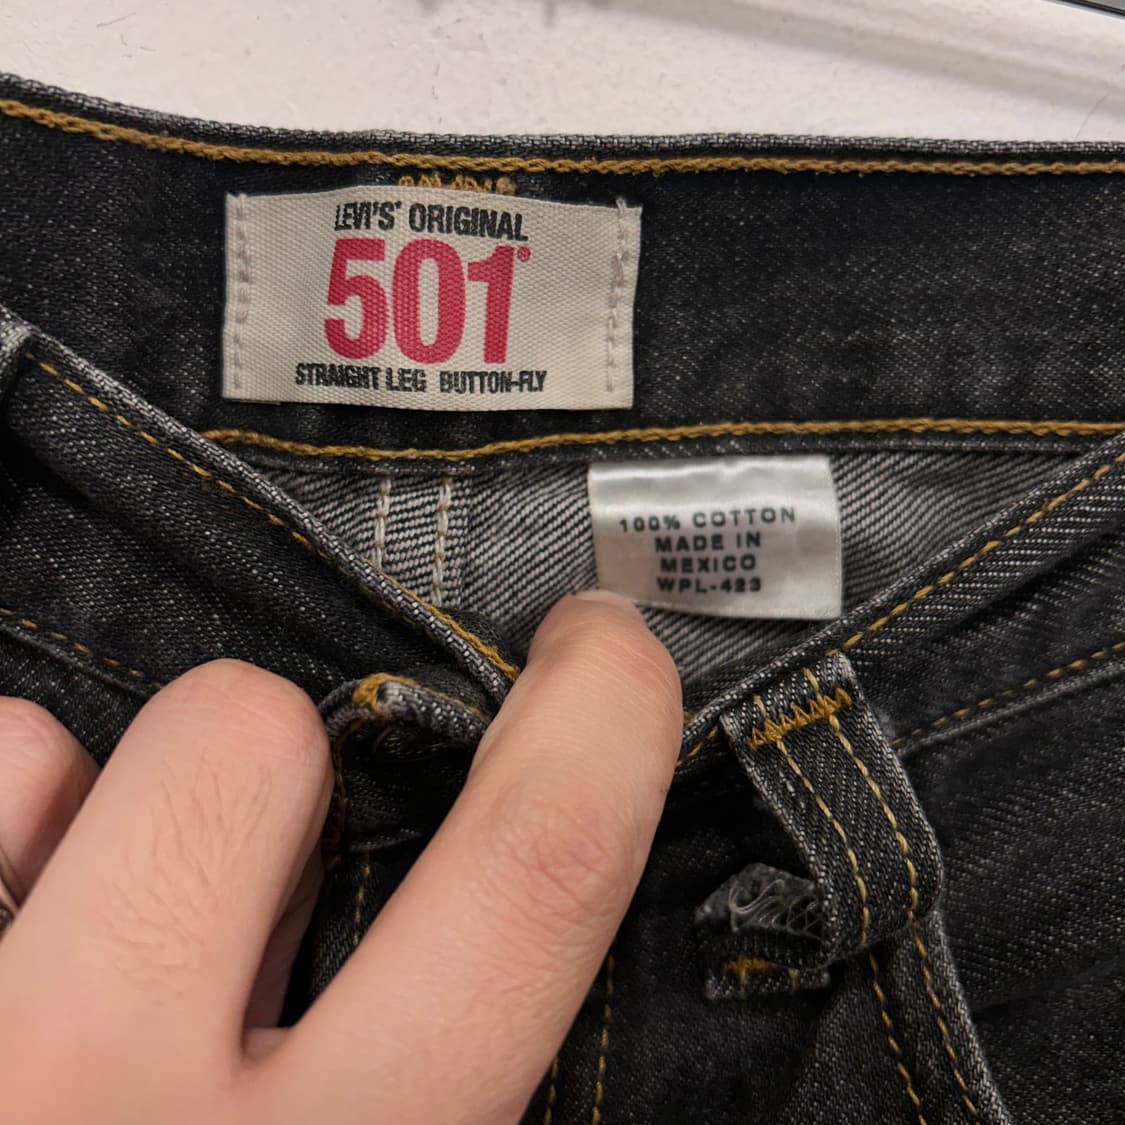 LEVI'S® ORIGINAL
501®
STRAIGHT LEG BUTTON-FLY
100% COTTON
MADE IN
MEXICO
WPL-423